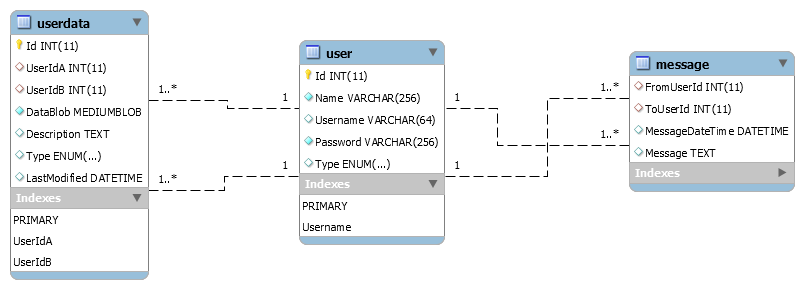 userdata
Id INT(11)
UserIdA INT(11)
UserIdB INT(11)
DataBlob MEDIUMBLOB
Description TEXT
Type ENUM(...)
LastModified DATETIME
Indexes
PRIMARY
UserIdA
UserIdB
1..*
1
1..*
1
user
Id INT(11)
Name VARCHAR(256)
Username VARCHAR(64)
Password VARCHAR(256)
Type ENUM(...)
Indexes
PRIMARY
Username
1
1..*
1
1..*
message
FromUserId INT(11)
ToUserId INT(11)
MessageDateTime DATETIME
Message TEXT
Indexes